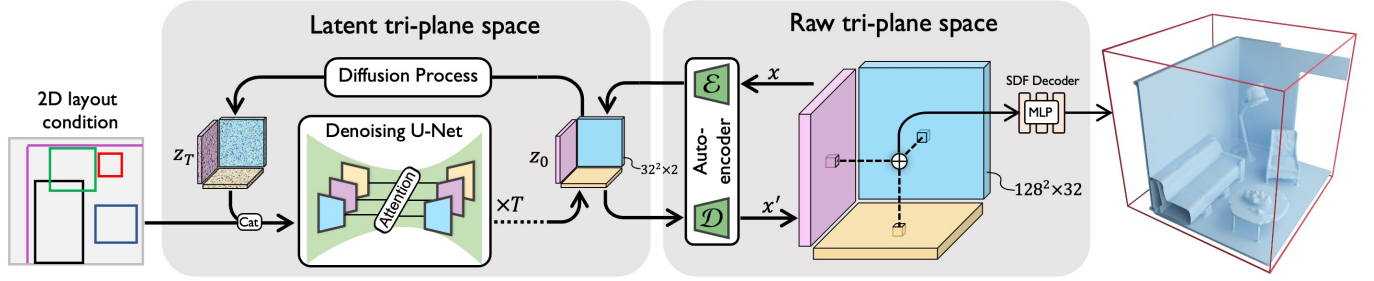 Latent tri-plane space
Raw tri-plane space
Diffusion Process
2D layout
condition
z_T
Cat
Denoising U-Net
Attention
×T
z_0
32²×2
Auto-
encoder
ℰ
𝒟
x
x′
128²×32
SDF Decoder
MLP